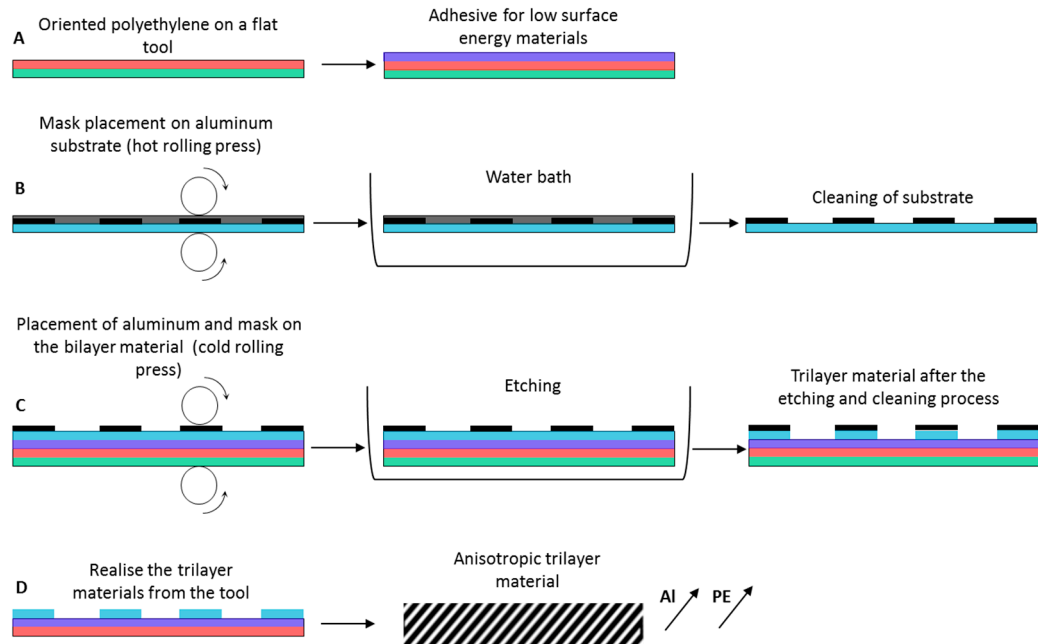 A
Oriented polyethylene on a flat
tool
Adhesive for low surface
energy materials
Mask placement on aluminum
substrate (hot rolling press)
B
Water bath
Cleaning of substrate
Placement of aluminum and mask on
the bilayer material (cold rolling
press)
C
Etching
Trilayer material after the
etching and cleaning process
D
Realise the trilayer
materials from the tool
Anisotropic trilayer
material
Al
PE